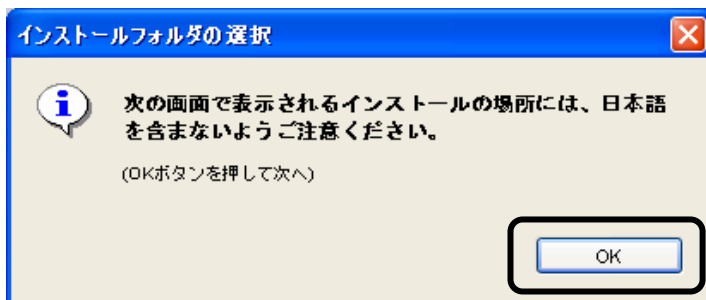 インストールフォルダの選択
次の画面で表示されるインストールの場所には、日本語
を含まないようご注意ください。
(OKボタンを押して次へ)
OK